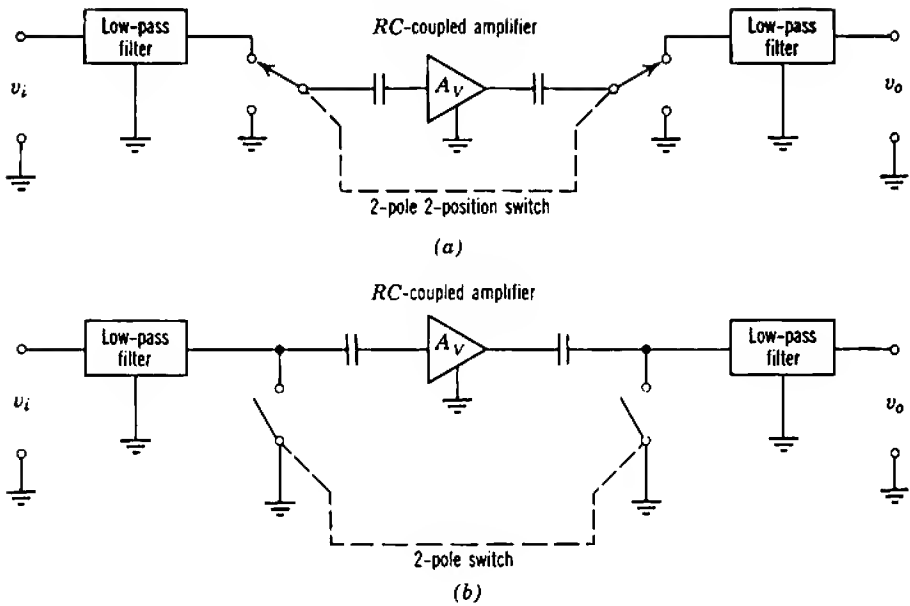 Low-pass
filter
RC-coupled amplifier
Low-pass
filter
v_i
A_V
v_o
2-pole 2-position switch
(a)
RC-coupled amplifier
Low-pass
filter
A_V
Low-pass
filter
v_i
v_o
2-pole switch
(b)